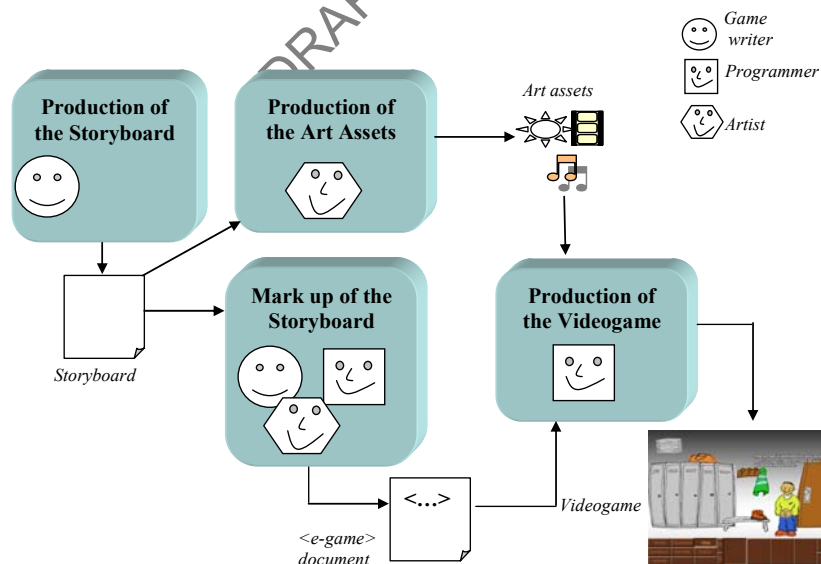 DRAF
Game
writer
Programmer
Artist
Production of
the Storyboard
Production of
the Art Assets
Art assets
Storyboard
Mark up of the
Storyboard
Production of
the Videogame
<...>
<e-game>
document
Videogame